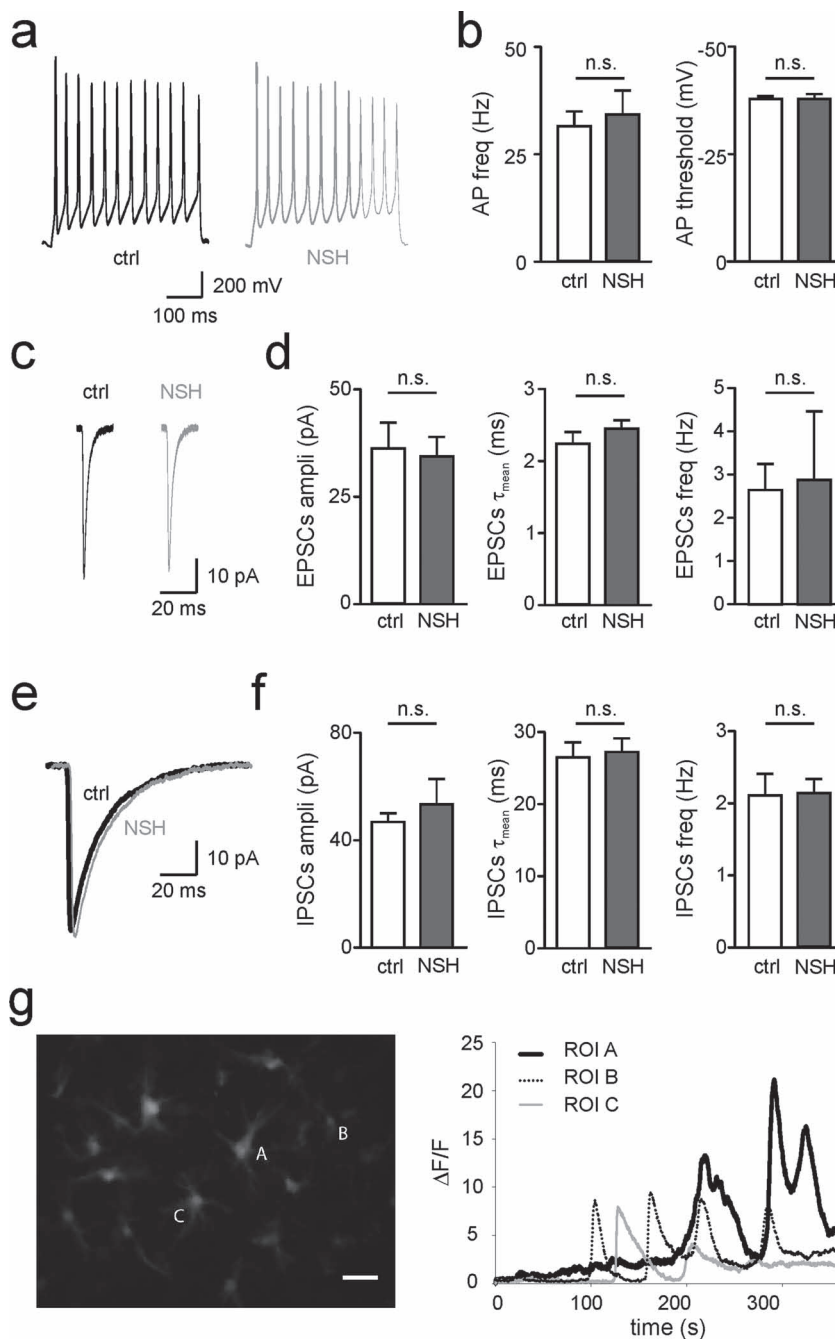 a
ctrl
NSH
200 mV
100 ms
b
AP freq (Hz)
50
25
0
n.s.
ctrl NSH
AP threshold (mV)
-50
-25
0
n.s.
ctrl NSH
c
ctrl
NSH
10 pA
20 ms
d
EPSCs ampli (pA)
50
25
0
n.s.
ctrl NSH
EPSCs τmean (ms)
3
2
1
0
n.s.
ctrl NSH
EPSCs freq (Hz)
5
4
3
2
1
0
n.s.
ctrl NSH
e
ctrl
NSH
10 pA
20 ms
f
IPSCs ampli (pA)
80
40
0
n.s.
ctrl NSH
IPSCs τmean (ms)
30
20
10
0
n.s.
ctrl NSH
IPSCs freq (Hz)
3
2
1
0
n.s.
ctrl NSH
g
A
B
C
ΔF/F
25
20
15
10
5
0
ROI A
ROI B
ROI C
0 100 200 300
time (s)